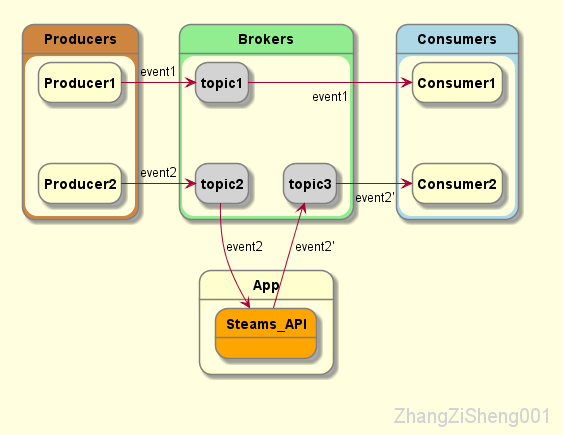 Producers
Brokers
Consumers
Producer1
event1
topic1
event1
Consumer1
Producer2
event2
topic2
topic3
event2'
Consumer2
event2
event2'
App
Steams_API
ZhangZiSheng001